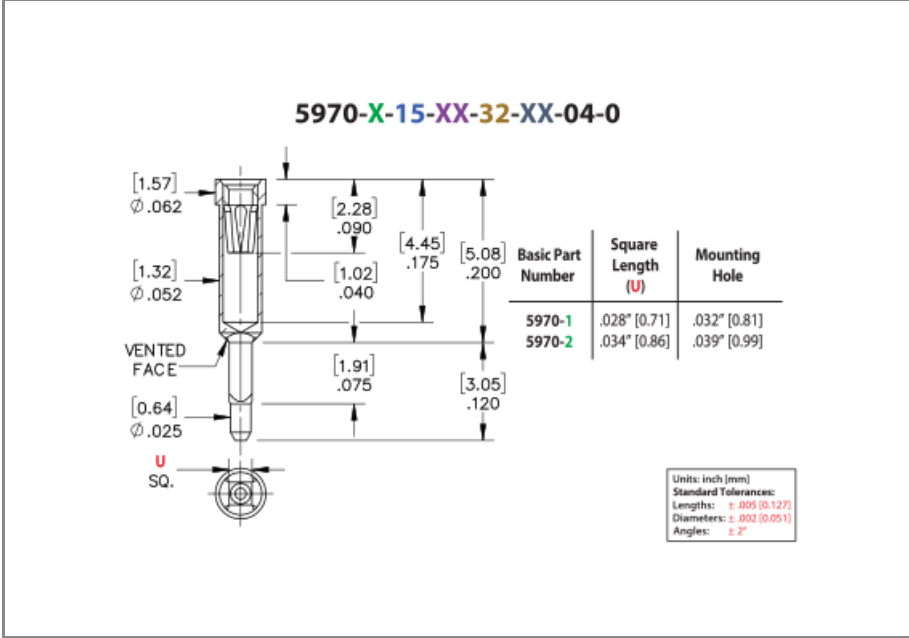 5970-X-15-XX-32-XX-04-0
[1.57]
Ø.062
[2.28]
.090
[4.45]
.175
[5.08]
.200
[1.32]
Ø.052
[1.02]
.040
VENTED
FACE
[1.91]
.075
[3.05]
.120
[0.64]
Ø.025
U
SQ.
Basic Part Number | Square Length (U) | Mounting Hole
5970-1 .028" [0.71] .032" [0.81]
5970-2 .034" [0.86] .039" [0.99]
Units: inch [mm]
Standard Tolerances:
Lengths: ± .005 [0.127]
Diameters: ± .002 [0.051]
Angles: ± 2°